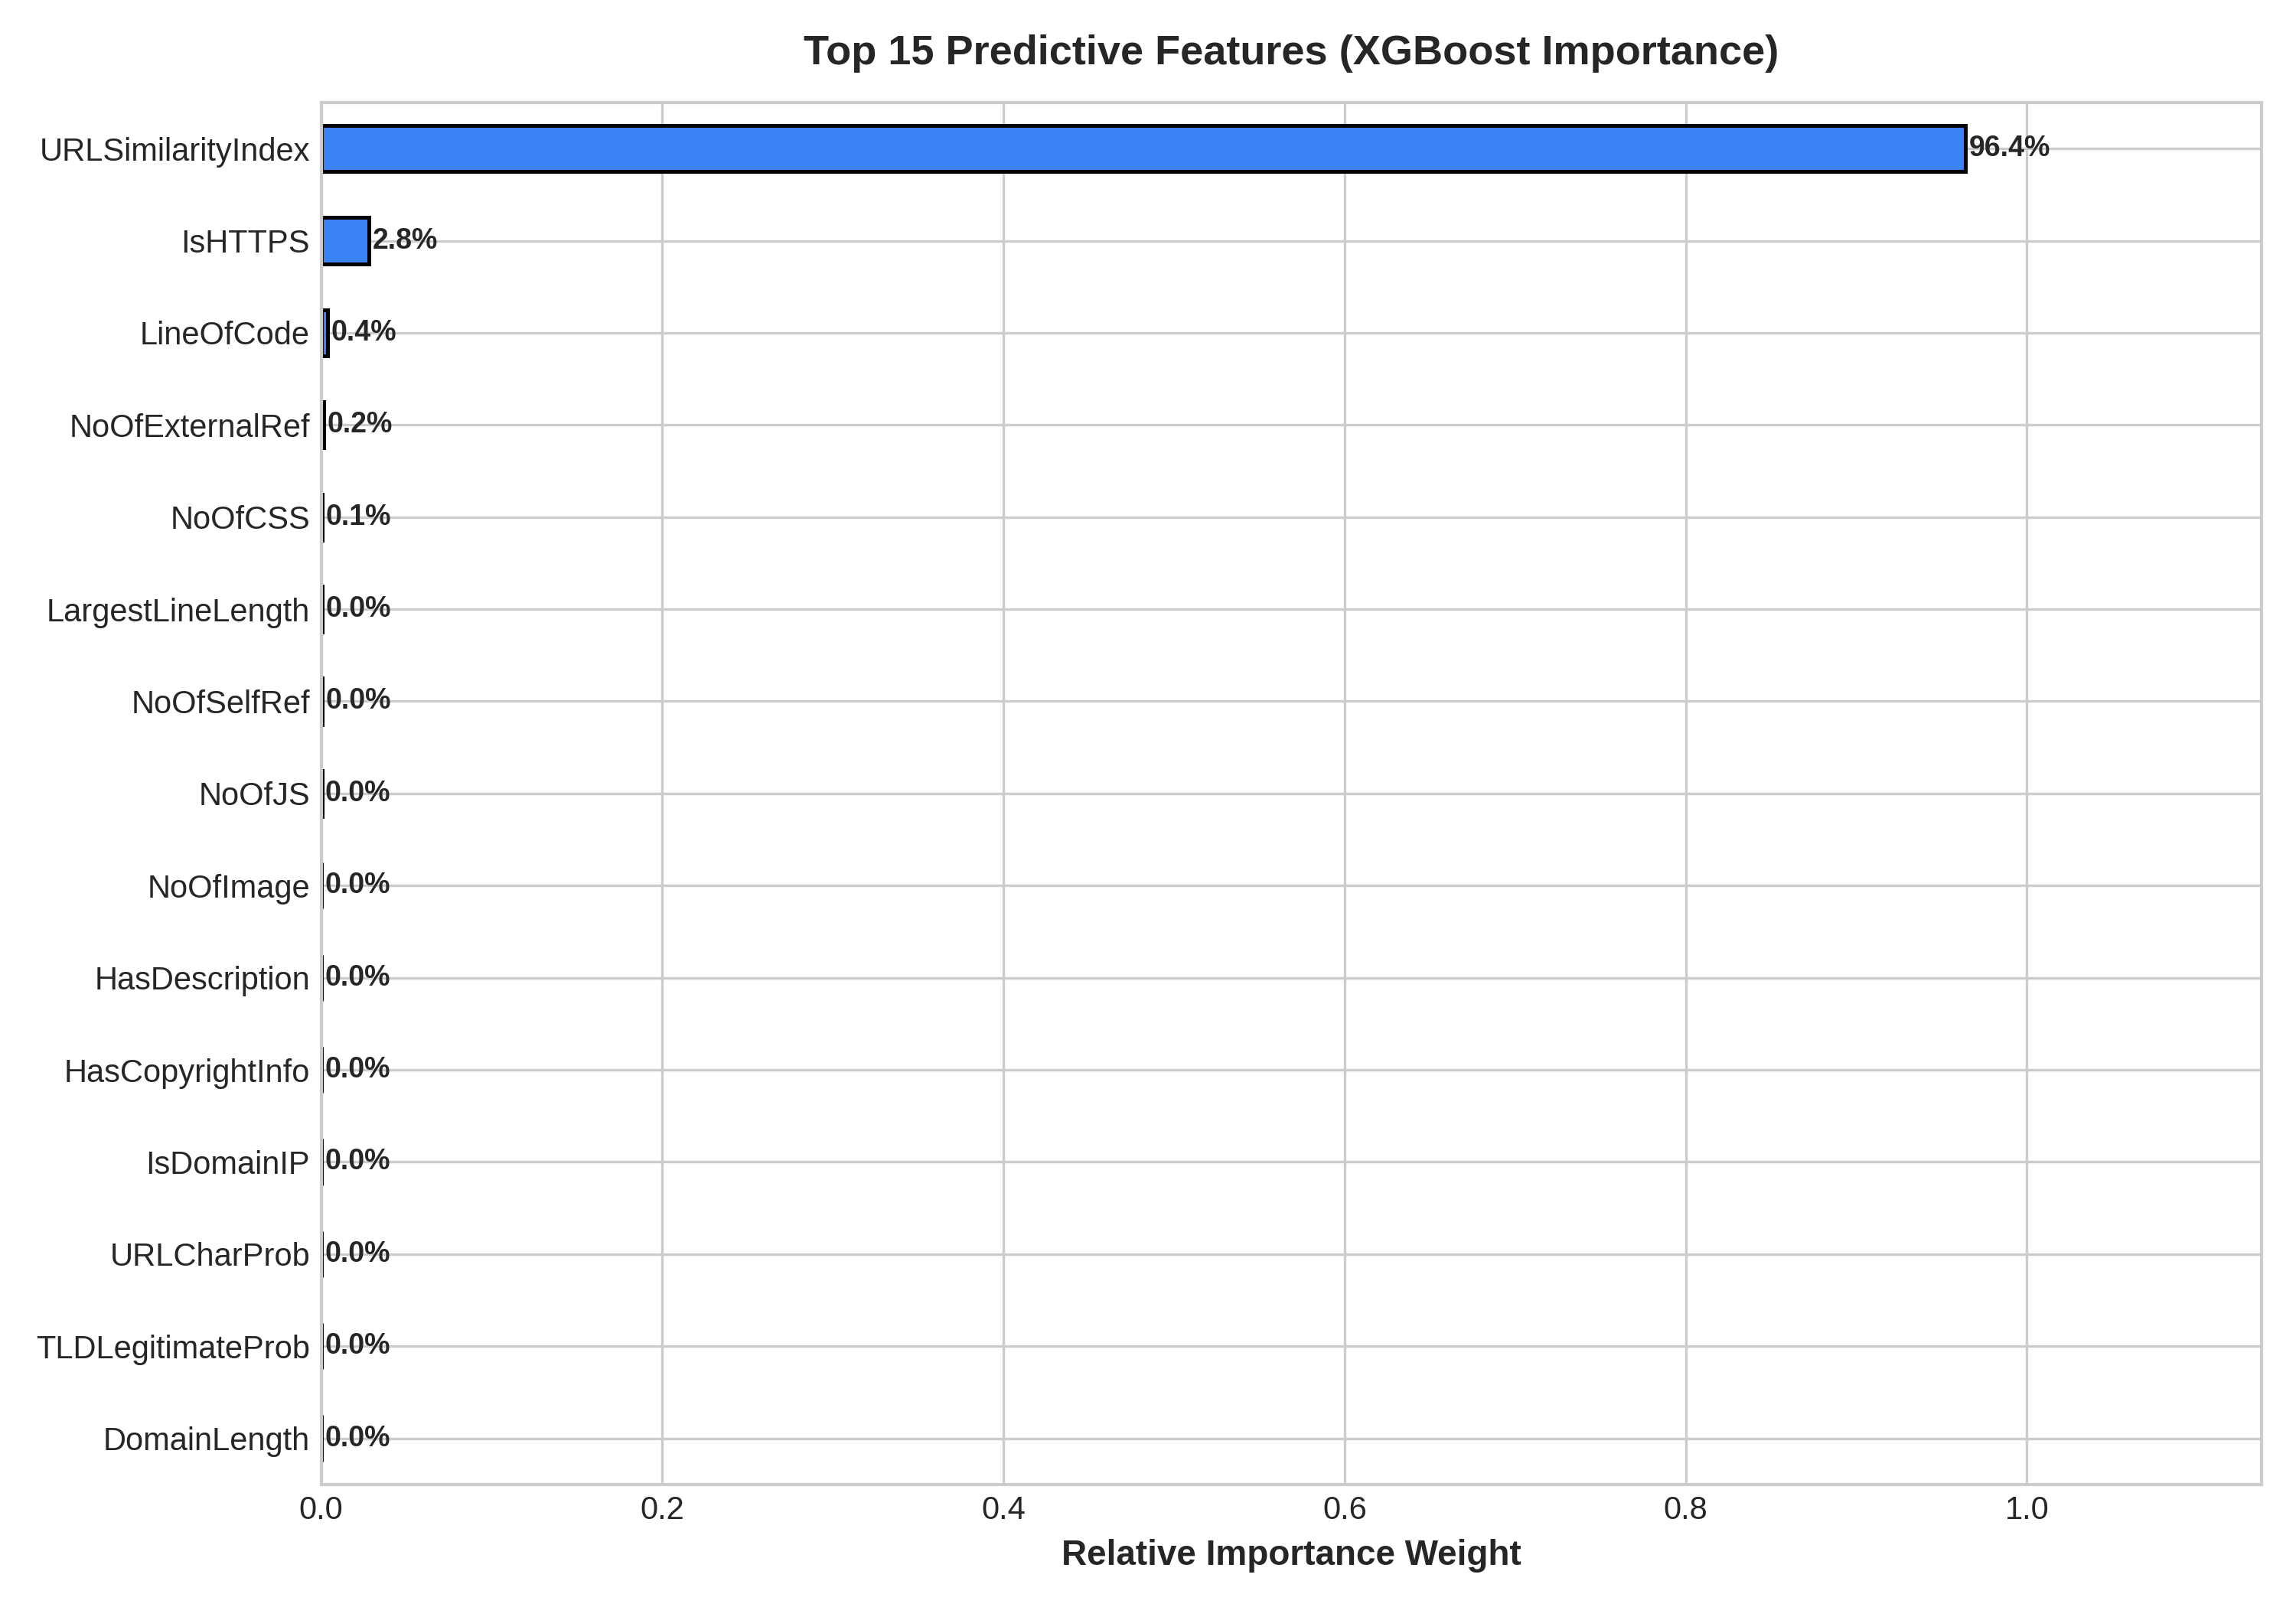 Top 15 Predictive Features (XGBoost Importance)
URLSimilarityIndex 96.4%
IsHTTPS 2.8%
LineOfCode 0.4%
NoOfExternalRef 0.2%
NoOfCSS 0.1%
LargestLineLength 0.0%
NoOfSelfRef 0.0%
NoOfJS 0.0%
NoOfImage 0.0%
HasDescription 0.0%
HasCopyrightInfo 0.0%
IsDomainIP 0.0%
URLCharProb 0.0%
TLDLegitimateProb 0.0%
DomainLength 0.0%
0.0 0.2 0.4 0.6 0.8 1.0
Relative Importance Weight